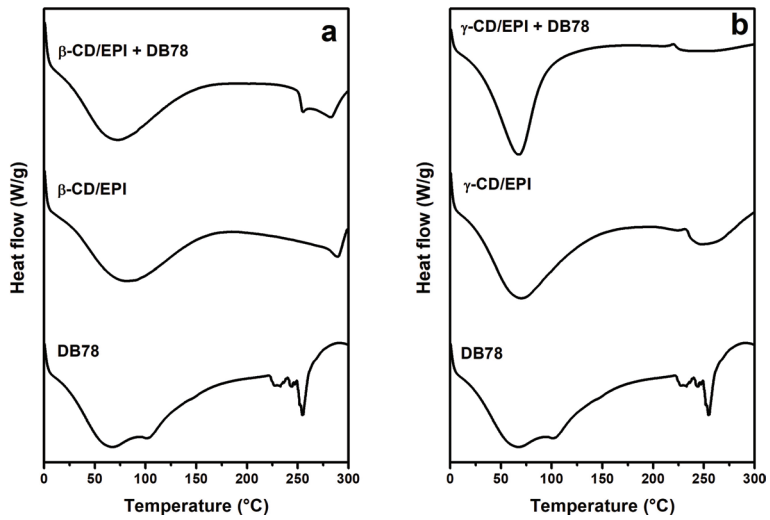 a
β-CD/EPI + DB78
β-CD/EPI
DB78
Heat flow (W/g)
0 50 100 150 200 250 300
Temperature (°C)
b
γ-CD/EPI + DB78
γ-CD/EPI
DB78
Heat flow (W/g)
0 50 100 150 200 250 300
Temperature (°C)